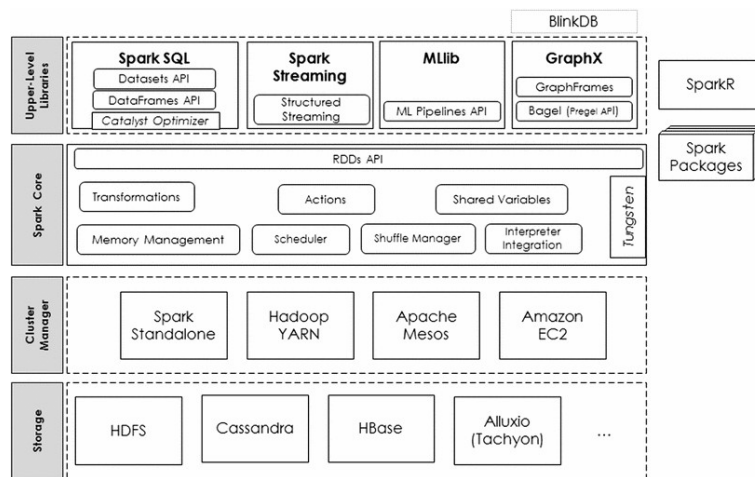 BlinkDB
Upper-Level
Libraries
Spark SQL
Datasets API
DataFrames API
Catalyst Optimizer
Spark
Streaming
Structured
Streaming
MLlib
ML Pipelines API
GraphX
GraphFrames
Bagel (Pregel API)
SparkR
Spark
Packages
Spark Core
RDDs API
Transformations
Actions
Shared Variables
Memory Management
Scheduler
Shuffle Manager
Interpreter
Integration
Tungsten
Cluster
Manager
Spark
Standalone
Hadoop
YARN
Apache
Mesos
Amazon
EC2
Storage
HDFS
Cassandra
HBase
Alluxio
(Tachyon)
...